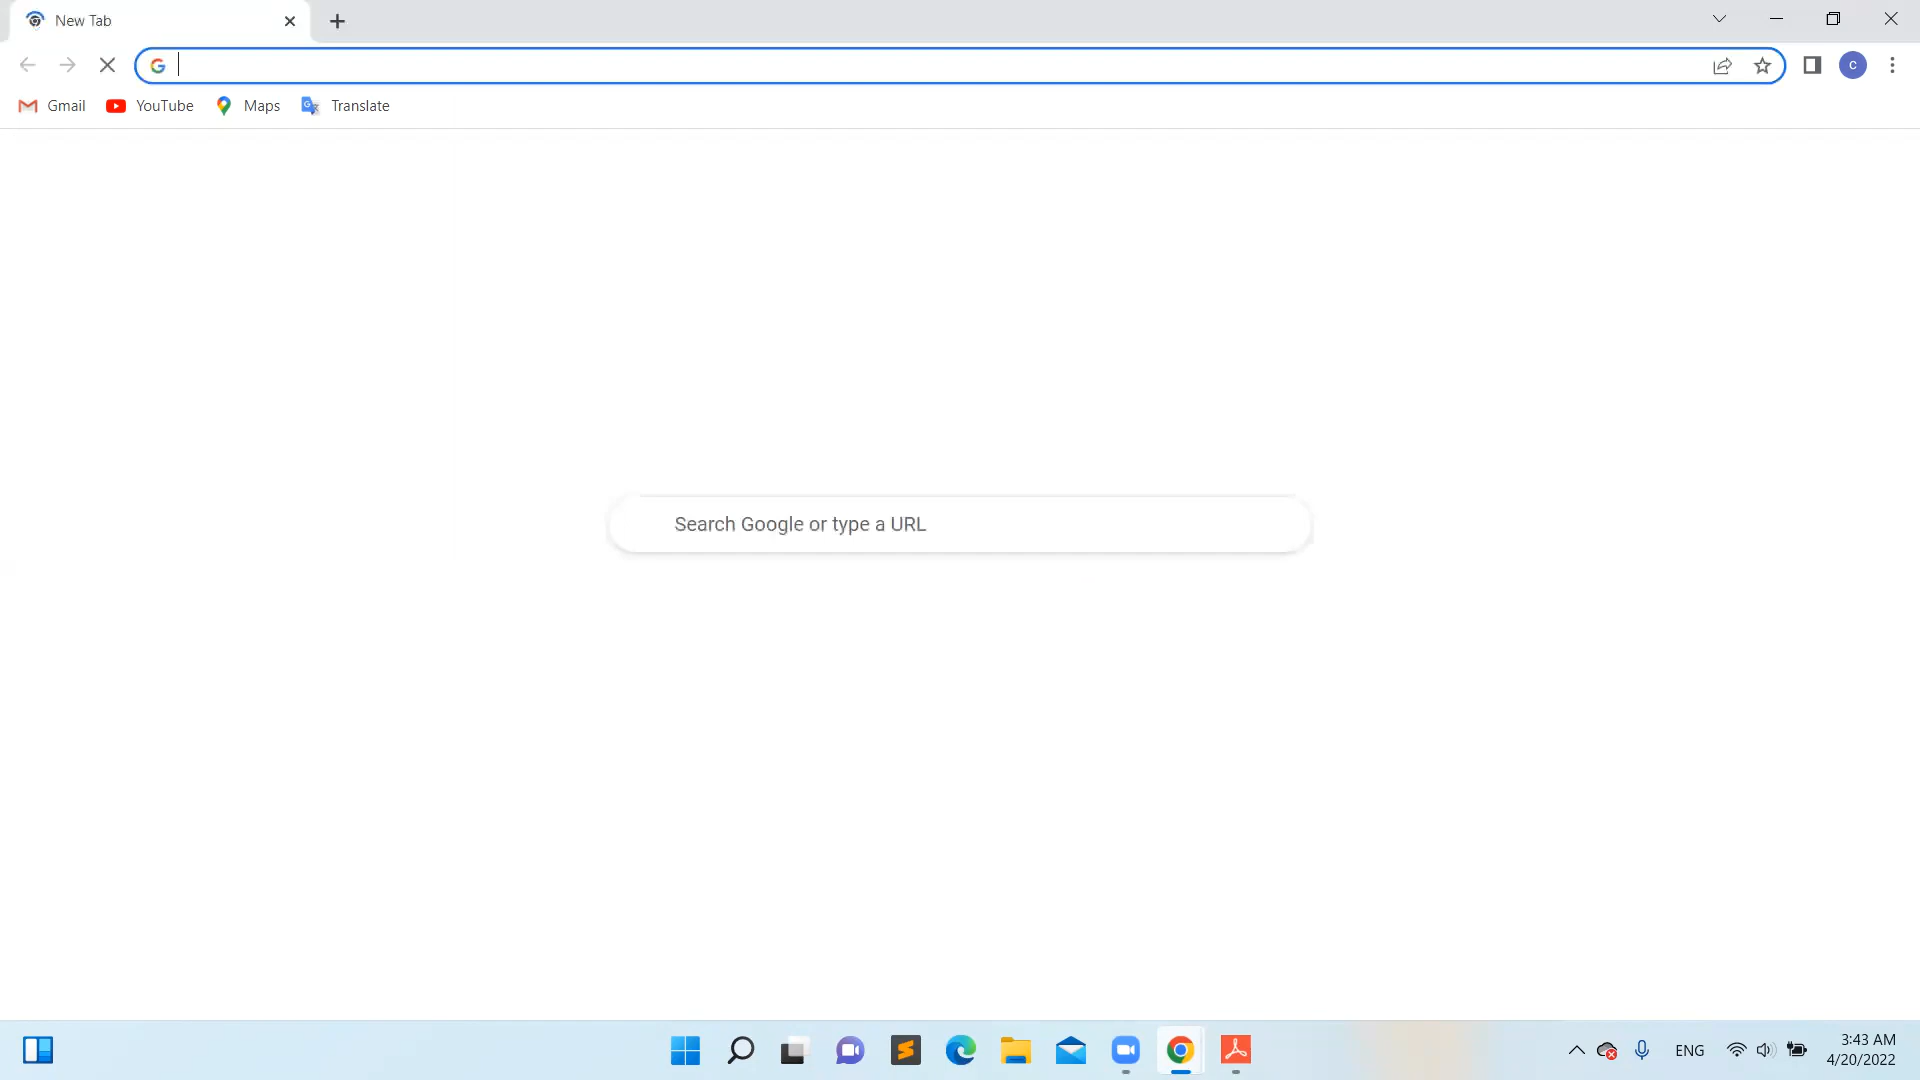 New Tab
Gmail
YouTube
Maps
Translate
Search Google or type a URL
C
ENG
3:43 AM
4/20/2022